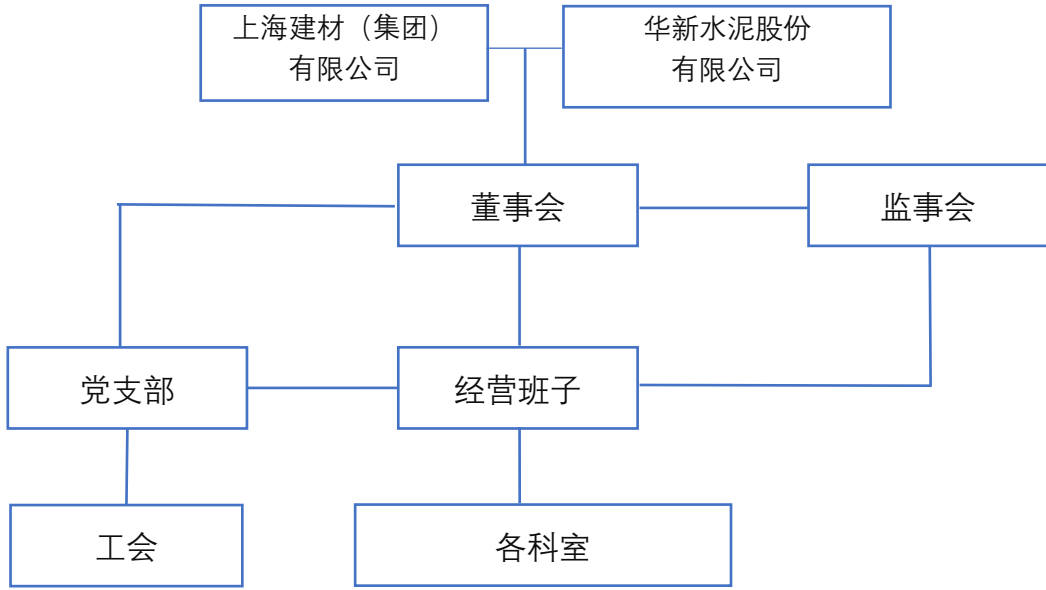 上海建材（集团）
有限公司
华新水泥股份
有限公司
董事会
监事会
党支部
经营班子
工会
各科室